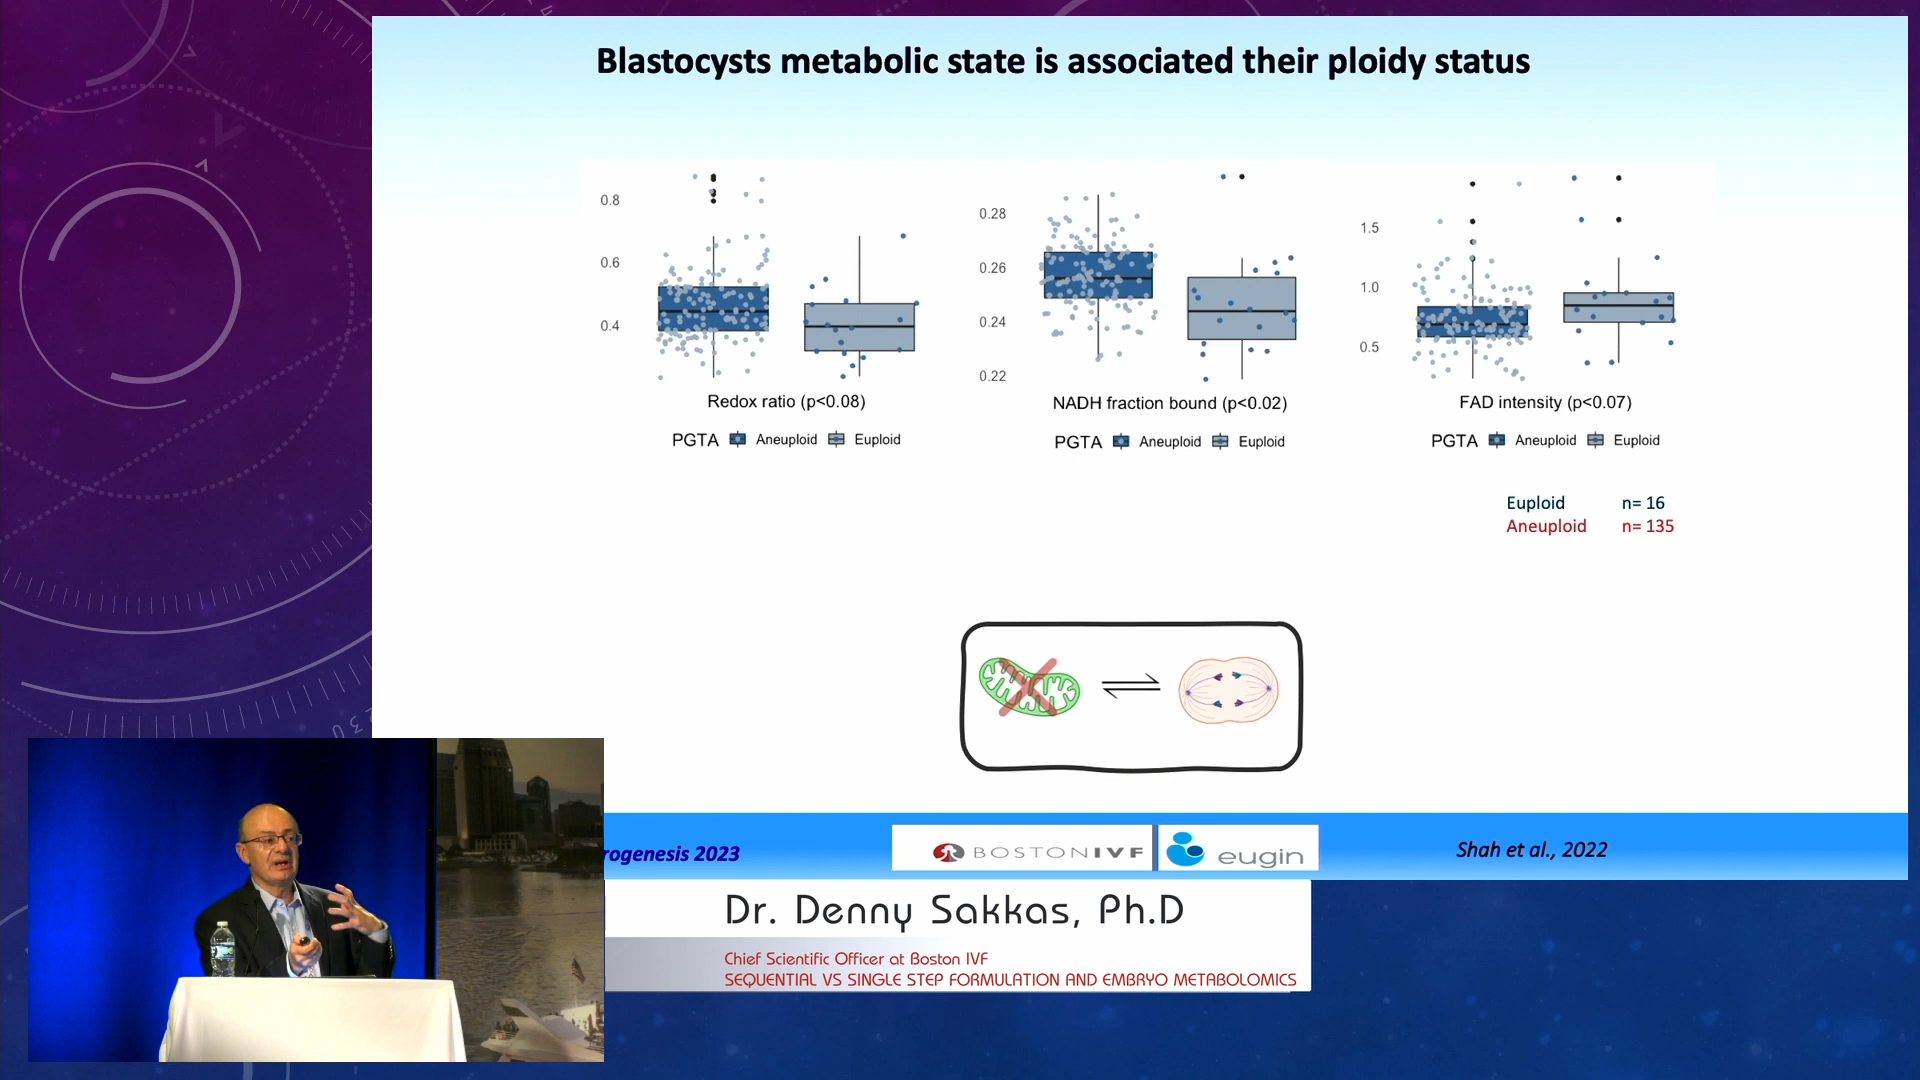 Blastocysts metabolic state is associated their ploidy status
0.8
0.6
0.4
Redox ratio (p<0.08)
PGTA Aneuploid Euploid
0.28
0.26
0.24
0.22
NADH fraction bound (p<0.02)
PGTA Aneuploid Euploid
1.5
1.0
0.5
FAD intensity (p<0.07)
PGTA Aneuploid Euploid
Euploid n= 16
Aneuploid n= 135
rogenesis 2023
BOSTONIVF
eugin
Shah et al., 2022
Dr. Denny Sakkas, Ph.D
Chief Scientific Officer at Boston IVF
SEQUENTIAL VS SINGLE STEP FORMULATION AND EMBRYO METABOLOMICS